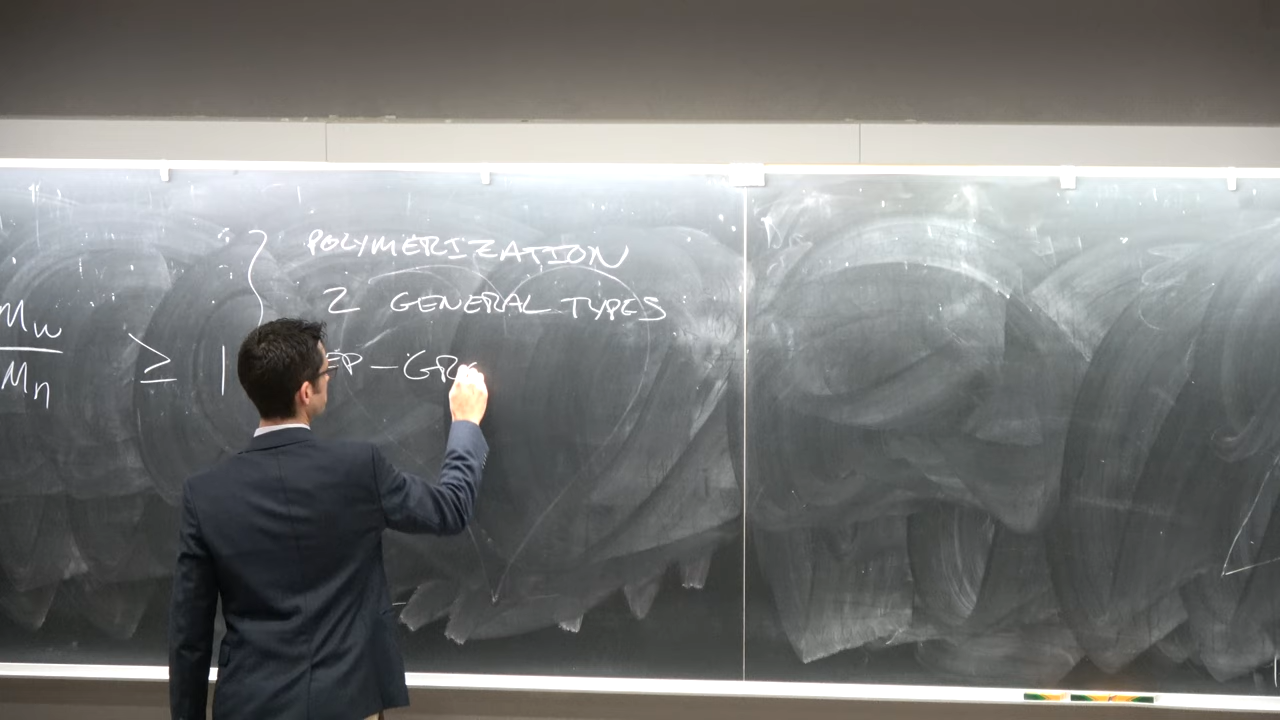 POLYMERIZATION
2 GENERAL TYPES
Mw
Mn
≥ 1
EP-GR